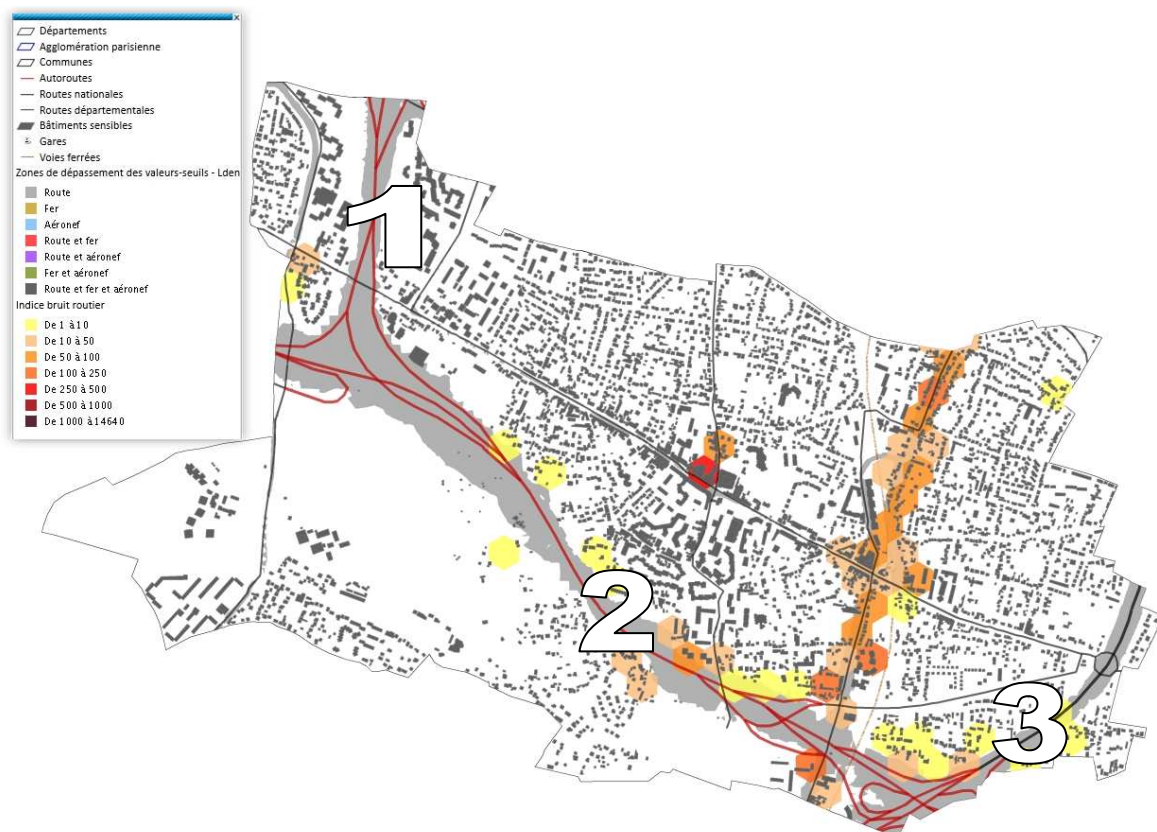 Départements
Agglomération parisienne
Communes
Autoroutes
Routes nationales
Routes départementales
Bâtiments sensibles
Gares
Voies ferrées
Zones de dépassement des valeurs-seuils - Lden
Route
Fer
Aéronef
Route et fer
Route et aéronef
Fer et aéronef
Route et fer et aéronef
Indice bruit routier
De 1 à 10
De 10 à 50
De 50 à 100
De 100 à 250
De 250 à 500
De 500 à 1000
De 1000 à 14640
1
2
3